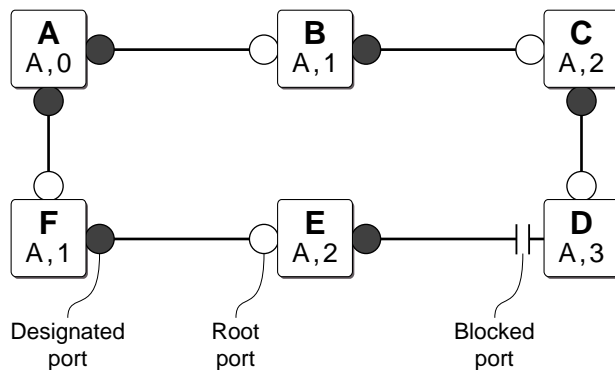 A
A,0
B
A,1
C
A,2
F
A,1
E
A,2
D
A,3
Designated
port
Root
port
Blocked
port